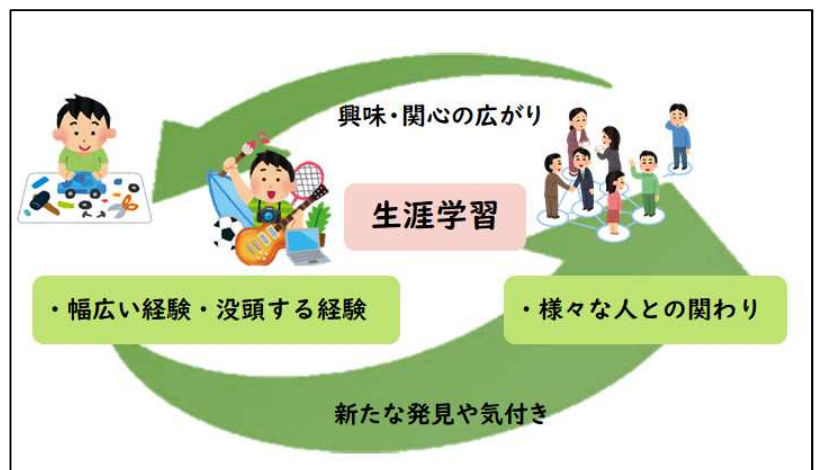 興味・関心の広がり
生涯学習
・幅広い経験・没頭する経験
・様々な人との関わり
新たな発見や気付き